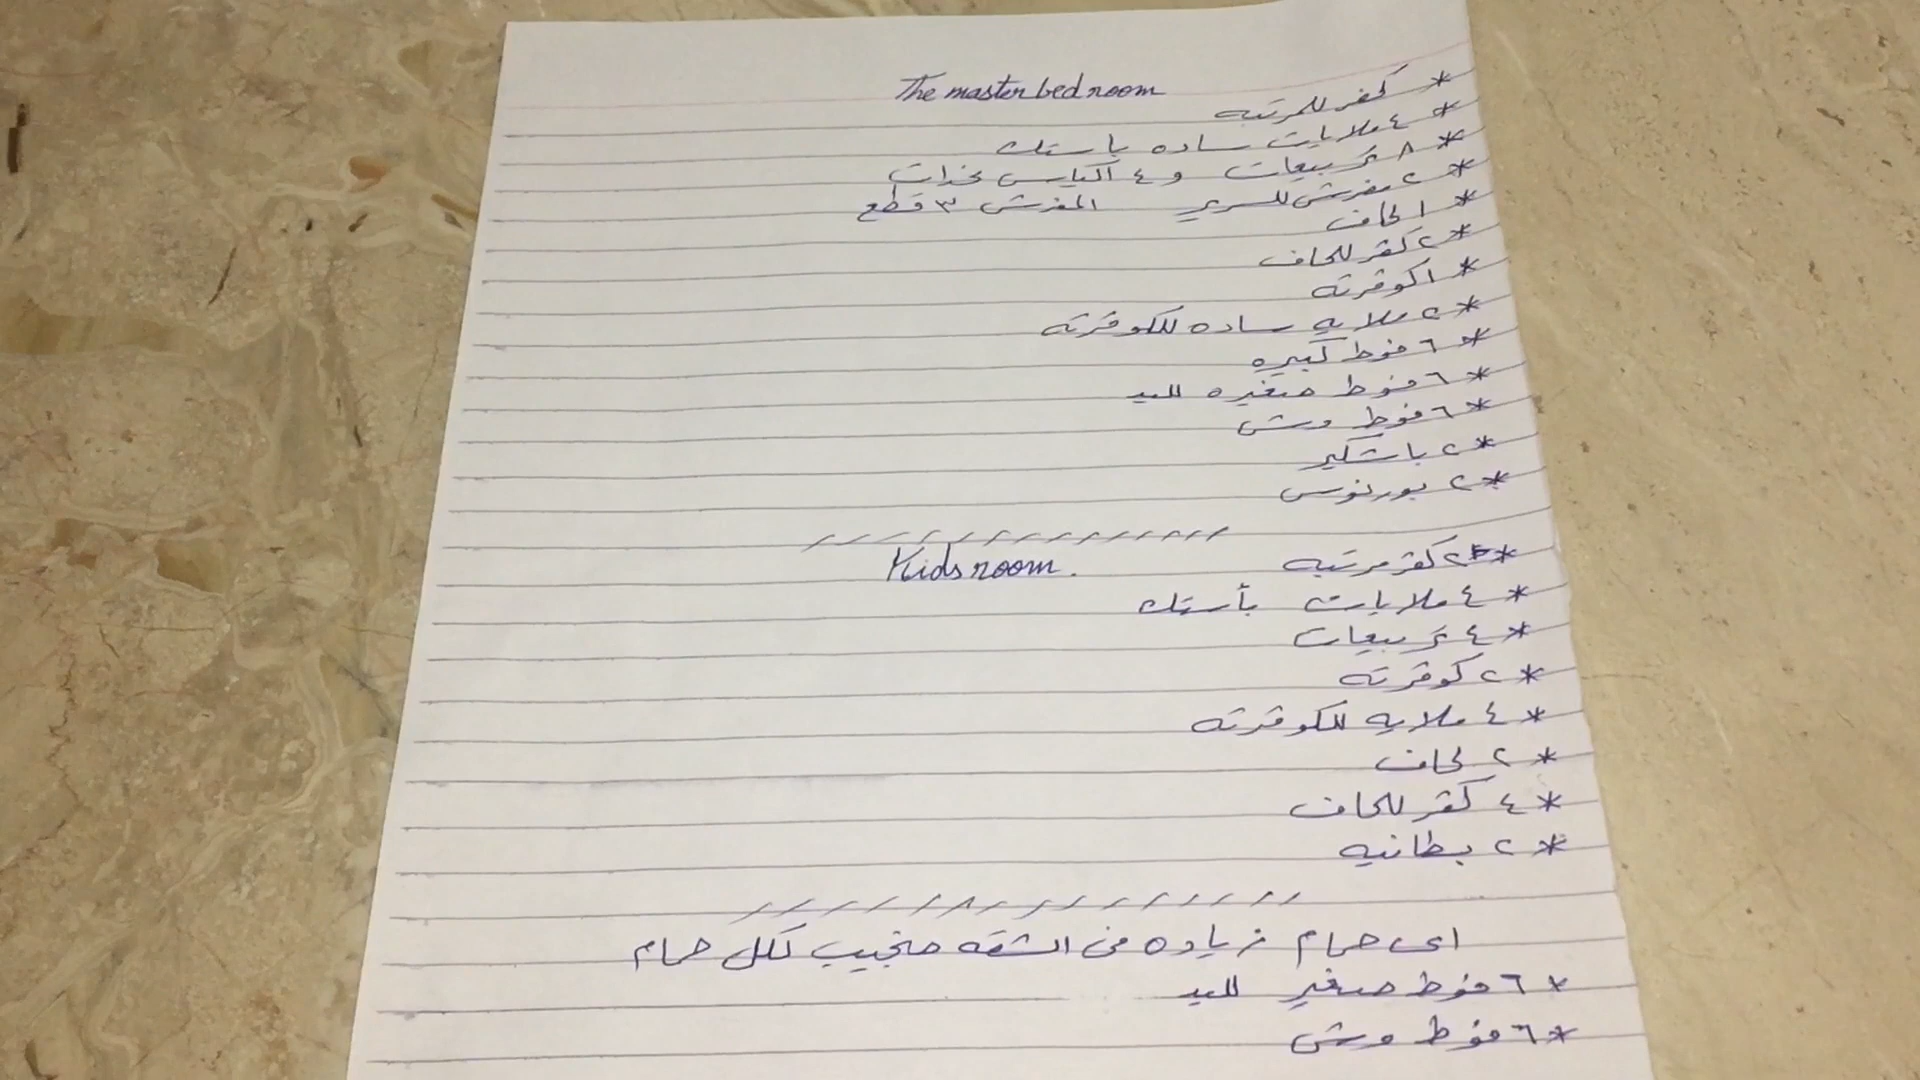 The master bed room
* كفر للمرتبه
* ٤ ملايات ساده باستك
* ٨ تربيعات و ٤ اكياس مخدات
* ٢ مفرش للسرير المفرش ٣ قطع
* ١ لحاف
* ٢ كفر للحاف
* ١ كوفرته
* ٢ ملايه ساده للكوفرته
* ٦ فوط كبيره
* ٦ فوط صغيره لليد
* ٦ فوط وش
* ٢ باشكير
* ٢ بورنوس
Kids room.
* ٢ كفر مرتبه
* ٤ ملايات بأستك
* ٤ تربيعات
* ٢ كوفرته
* ٤ ملايه للكوفرته
* ٢ لحاف
* ٤ كفر للحاف
* ٢ بطانيه
اى حمام زياده فى الشقه هنجيب لكل حمام
* ٦ فوط صغير لليد
* ٦ فوط وش